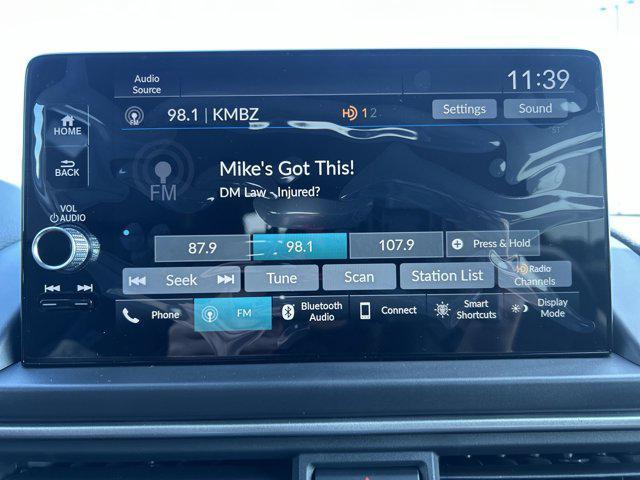 Audio
Source
11:39
98.1 | KMBZ
HD 1 2
Settings
Sound
FM
HOME
BACK
VOL
AUDIO
ST
Mike's Got This!
DM Law - Injured?
FM
87.9
98.1
107.9
Press & Hold
Seek
Tune
Scan
Station List
HD Radio
Channels
Phone
FM
Bluetooth
Audio
Connect
Smart
Shortcuts
Display
Mode